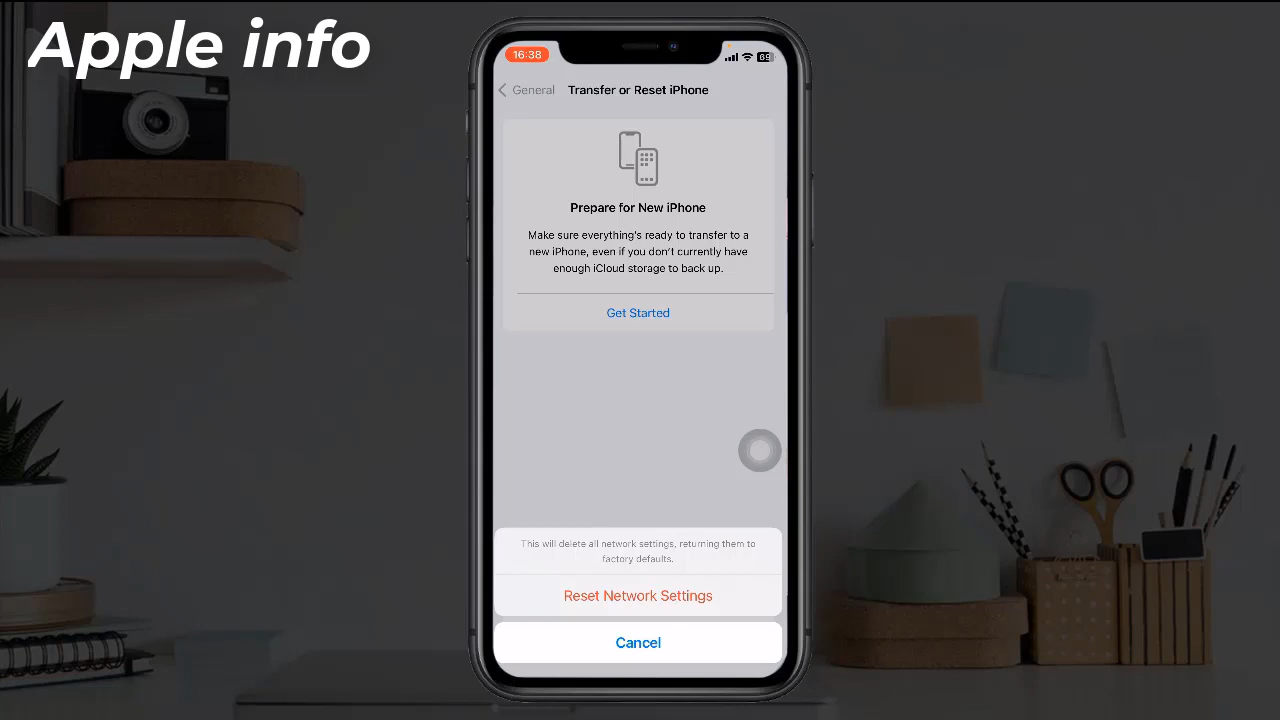 Apple info
16:38
69
General
Transfer or Reset iPhone
Prepare for New iPhone
Make sure everything's ready to transfer to a
new iPhone, even if you don't currently have
enough iCloud storage to back up.
Get Started
This will delete all network settings, returning them to
factory defaults.
Reset Network Settings
Cancel